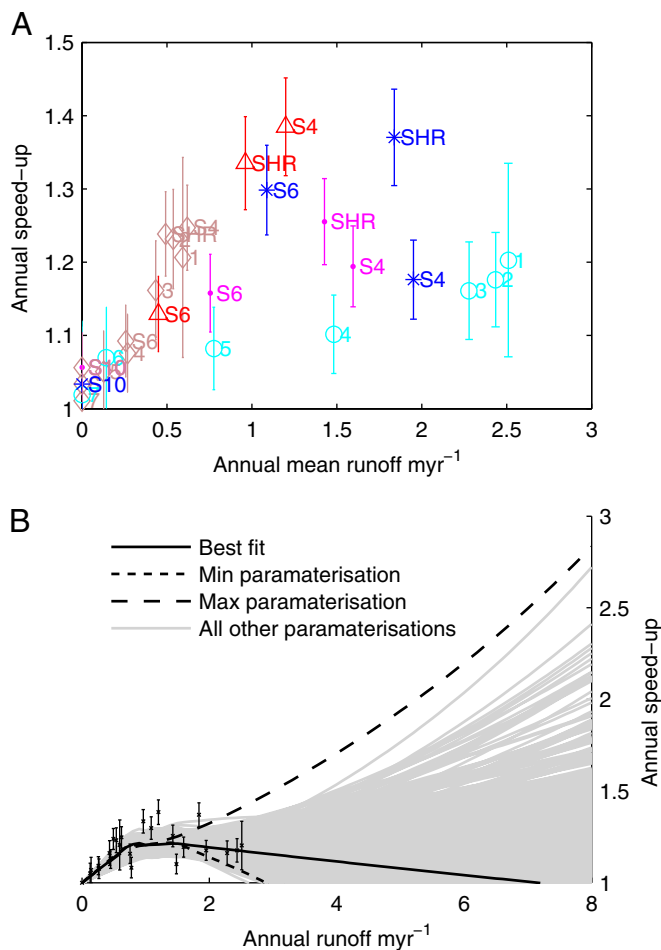 A
1.5
1.4
1.3
1.2
1.1
1
Annual speed-up
S4
SHR
SHR
S6
S4
SHR
1
S4
1
S4
2
3
3
S6
S6
S6
4
4
5
6
S10
S10
7
0
0.5
1
1.5
2
2.5
3
Annual mean runoff myr⁻¹
B
Best fit
Min paramaterisation
Max paramaterisation
All other paramaterisations
3
2.5
2
1.5
1
Annual speed-up
0
2
4
6
8
Annual runoff myr⁻¹